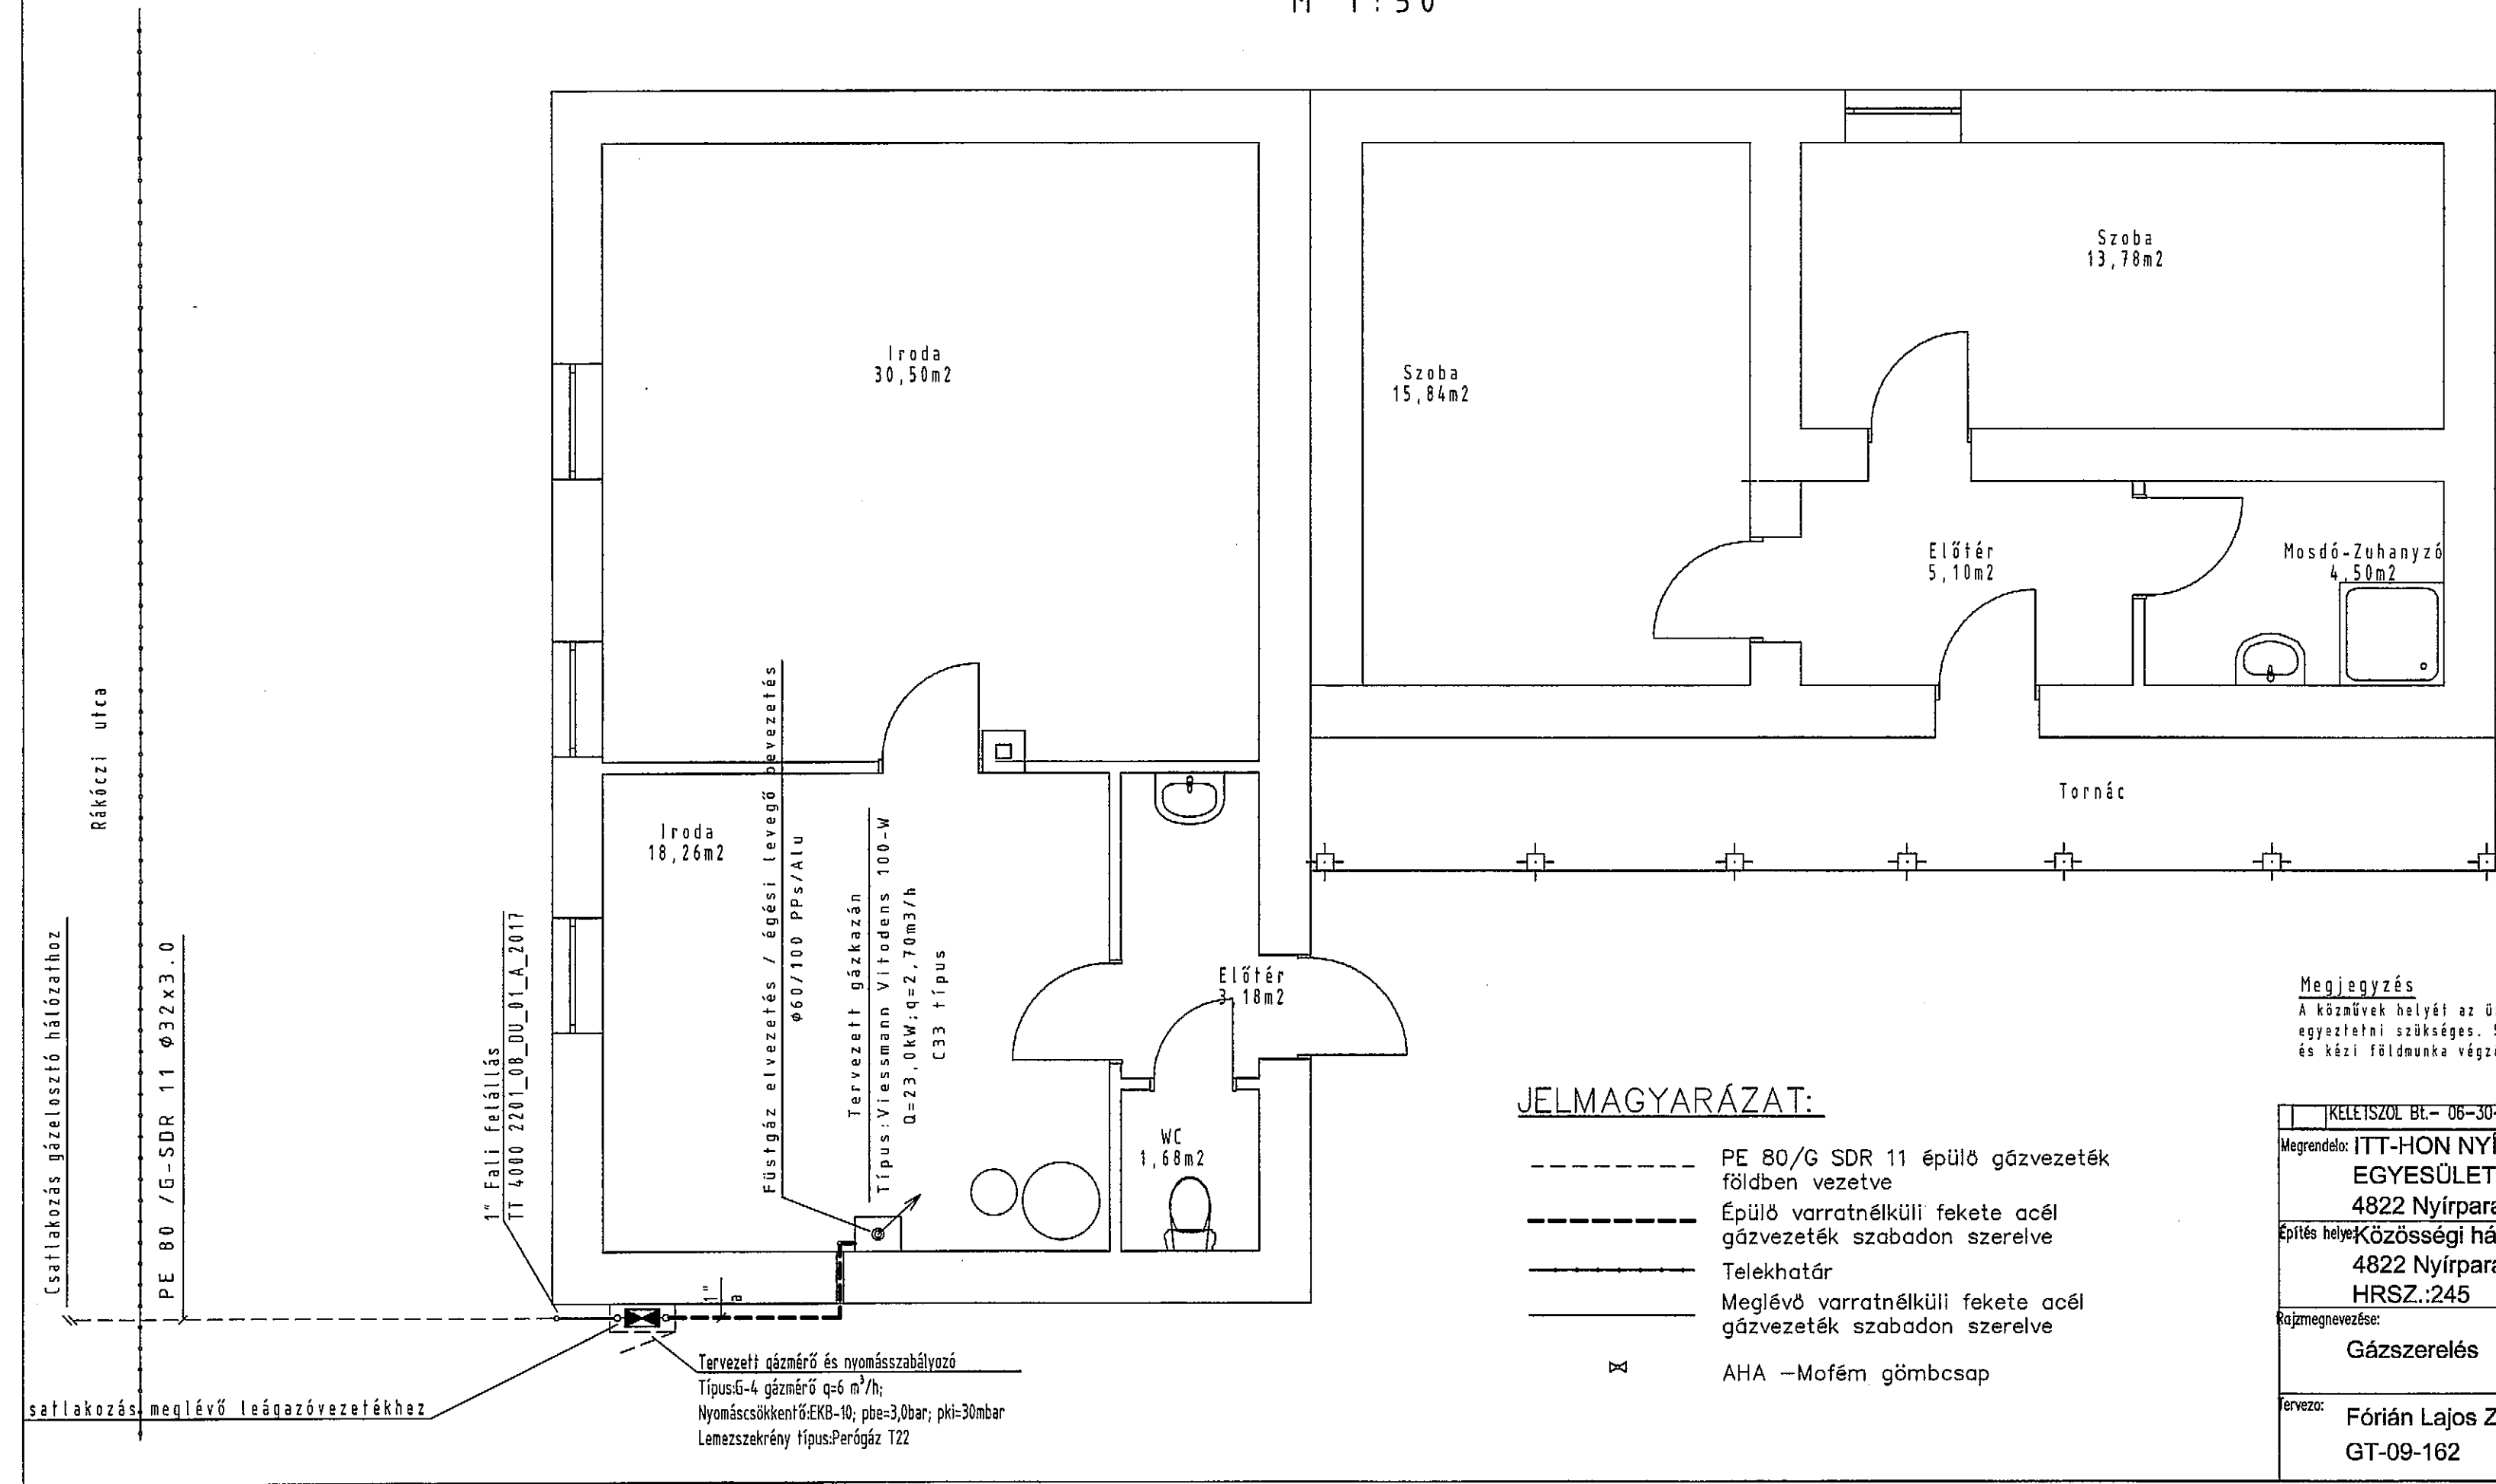 M 1:50
Iroda
30,50m2
Szoba
15,84m2
Szoba
13,78m2
Előtér
5,10m2
Mosdó-Zuhanyzó
4,50m2
Tornác
Iroda
18,26m2
Előtér
3,18m2
WC
1,68m2
Rákóczi utca
Csatlakozás gázelosztó hálózathoz
PE 80 /G-SDR 11 ϕ32x3.0
1" Fali felállás
TT 4000 2201_OB_DU_01_A_2017
Füstgáz elvezetés / égési levegő bevezetés
ϕ60/100 PPs/Alu
Tervezett gázkazán
Típus:Viessmann Vitodens 100-W
Q=23,0kW;q=2,70m3/h
C33 típus
1"
a
Tervezett gázmérő és nyomásszabályozó
Típus:G-4 gázmérő q=6 m³/h;
Nyomáscsökkentő:EKB-10; pbe=3,0bar; pki=30mbar
Lemezszekrény típus:Perógáz T22
satlakozás meglévő leágazóvezetékhez
JELMAGYARÁZAT:
PE 80/G SDR 11 épülő gázvezeték
földben vezetve
Épülő varratnélküli fekete acél
gázvezeték szabadon szerelve
Telekhatár
Meglévő varratnélküli fekete acél
gázvezeték szabadon szerelve
AHA –Mofém gömbcsap
Megjegyzés
A közművek helyét az ü
egyeztetni szükséges.
és kézi földmunka végz
KELETSZOL Bt.- 06-30-
Megrendelo: ITT-HON NYÍ
EGYESÜLET
4822 Nyírpara
Építés helye: Közösségi há
4822 Nyírpara
HRSZ.:245
Rajzmegnevezése:
Gázszerelés
Tervezo: Fórián Lajos Z
GT-09-162